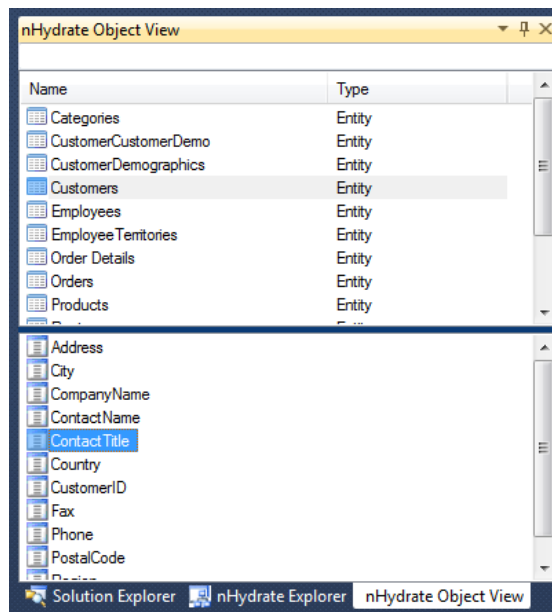 nHydrate Object View
Name Type
Categories Entity
CustomerCustomerDemo Entity
CustomerDemographics Entity
Customers Entity
Employees Entity
EmployeeTerritories Entity
Order Details Entity
Orders Entity
Products Entity
Address
City
CompanyName
ContactName
ContactTitle
Country
CustomerID
Fax
Phone
PostalCode
Solution Explorer nHydrate Explorer nHydrate Object View